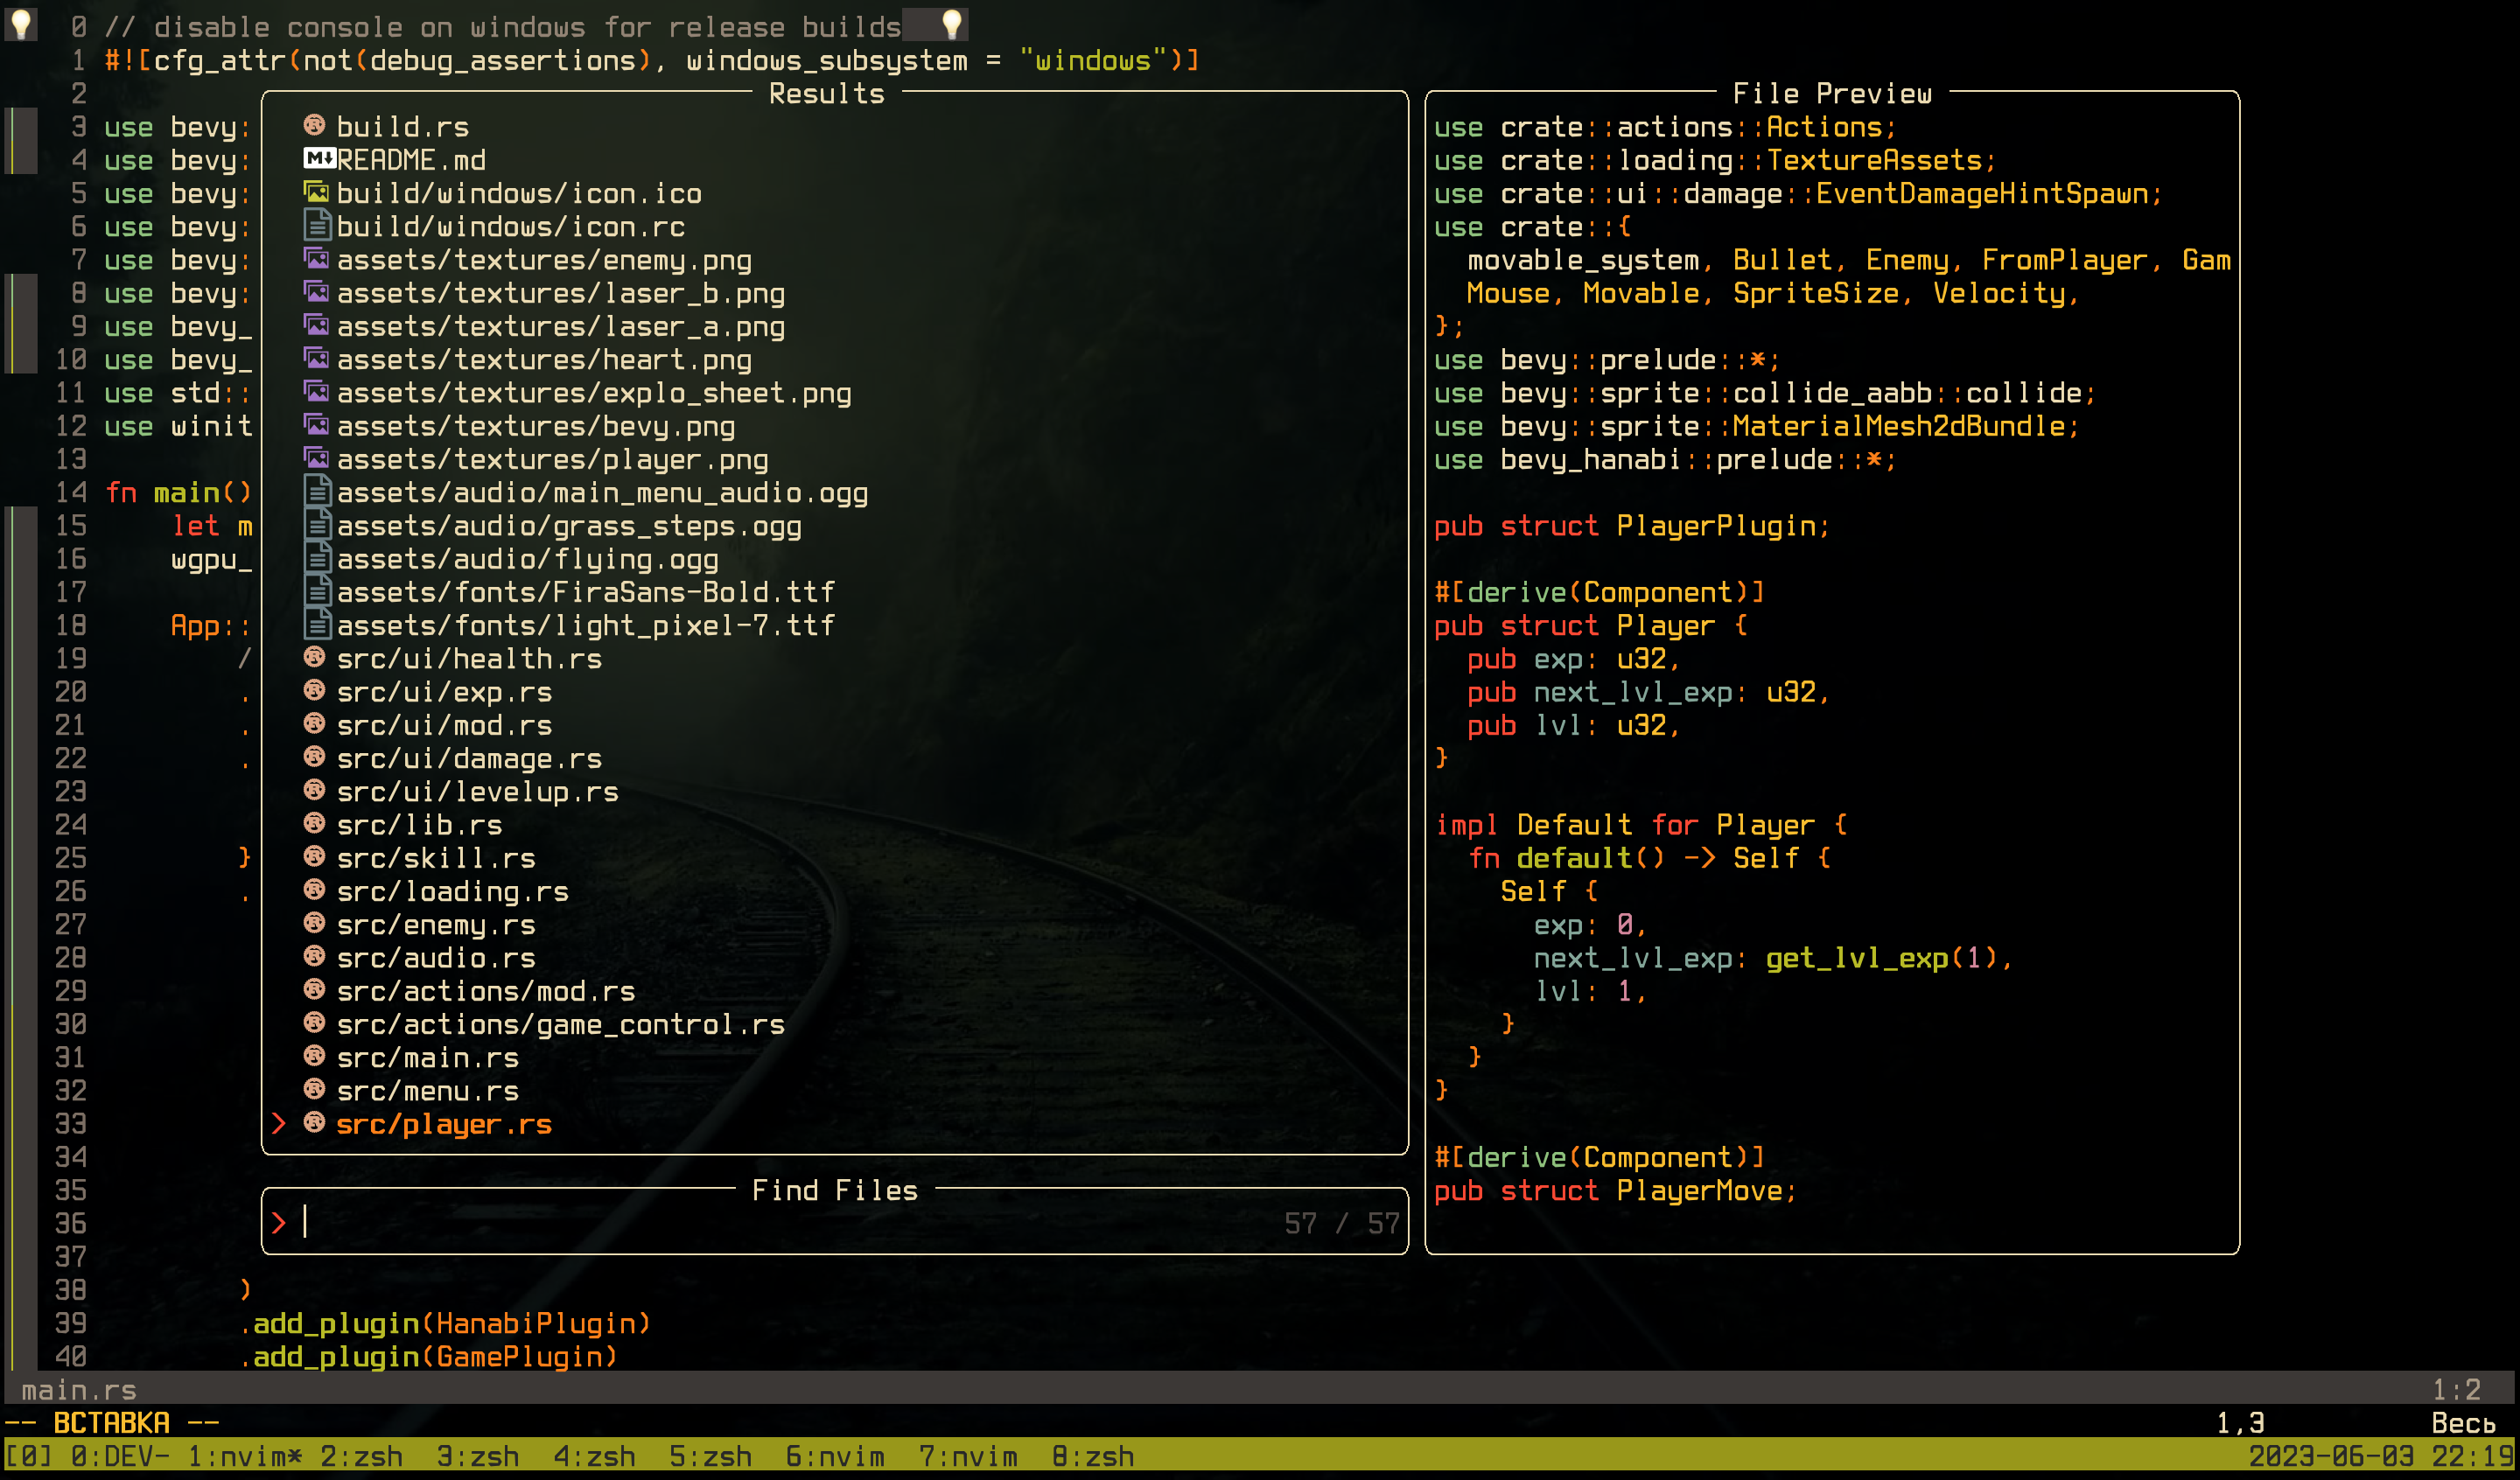 0 // disable console on windows for release builds
1 #![cfg_attr(not(debug_assertions), windows_subsystem = "windows")]
2
3 use bevy:
4 use bevy:
5 use bevy:
6 use bevy:
7 use bevy:
8 use bevy:
9 use bevy_
10 use bevy_
11 use std::
12 use winit
13
14 fn main()
15 let m
16 wgpu_
17
18 App::
19 /
20 .
21 .
22 .
23
24
25 }
26 .
27
28
29
30
31
32
33
34
35
36
37
38 )
39 .add_plugin(HanabiPlugin)
40 .add_plugin(GamePlugin)
Results
build.rs
README.md
build/windows/icon.ico
build/windows/icon.rc
assets/textures/enemy.png
assets/textures/laser_b.png
assets/textures/laser_a.png
assets/textures/heart.png
assets/textures/explo_sheet.png
assets/textures/bevy.png
assets/textures/player.png
assets/audio/main_menu_audio.ogg
assets/audio/grass_steps.ogg
assets/audio/flying.ogg
assets/fonts/FiraSans-Bold.ttf
assets/fonts/light_pixel-7.ttf
src/ui/health.rs
src/ui/exp.rs
src/ui/mod.rs
src/ui/damage.rs
src/ui/levelup.rs
src/lib.rs
src/skill.rs
src/loading.rs
src/enemy.rs
src/audio.rs
src/actions/mod.rs
src/actions/game_control.rs
src/main.rs
src/menu.rs
> src/player.rs
Find Files
> 57 / 57
File Preview
use crate::actions::Actions;
use crate::loading::TextureAssets;
use crate::ui::damage::EventDamageHintSpawn;
use crate::{
movable_system, Bullet, Enemy, FromPlayer, Gam
Mouse, Movable, SpriteSize, Velocity,
};
use bevy::prelude::*;
use bevy::sprite::collide_aabb::collide;
use bevy::sprite::MaterialMesh2dBundle;
use bevy_hanabi::prelude::*;

pub struct PlayerPlugin;

#[derive(Component)]
pub struct Player {
pub exp: u32,
pub next_lvl_exp: u32,
pub lvl: u32,
}

impl Default for Player {
fn default() -> Self {
Self {
exp: 0,
next_lvl_exp: get_lvl_exp(1),
lvl: 1,
}
}
}

#[derive(Component)]
pub struct PlayerMove;
main.rs 1:2
-- ВСТАВКА -- 1,3 Весь
[0] 0:DEV- 1:nvim* 2:zsh 3:zsh 4:zsh 5:zsh 6:nvim 7:nvim 8:zsh 2023-06-03 22:19